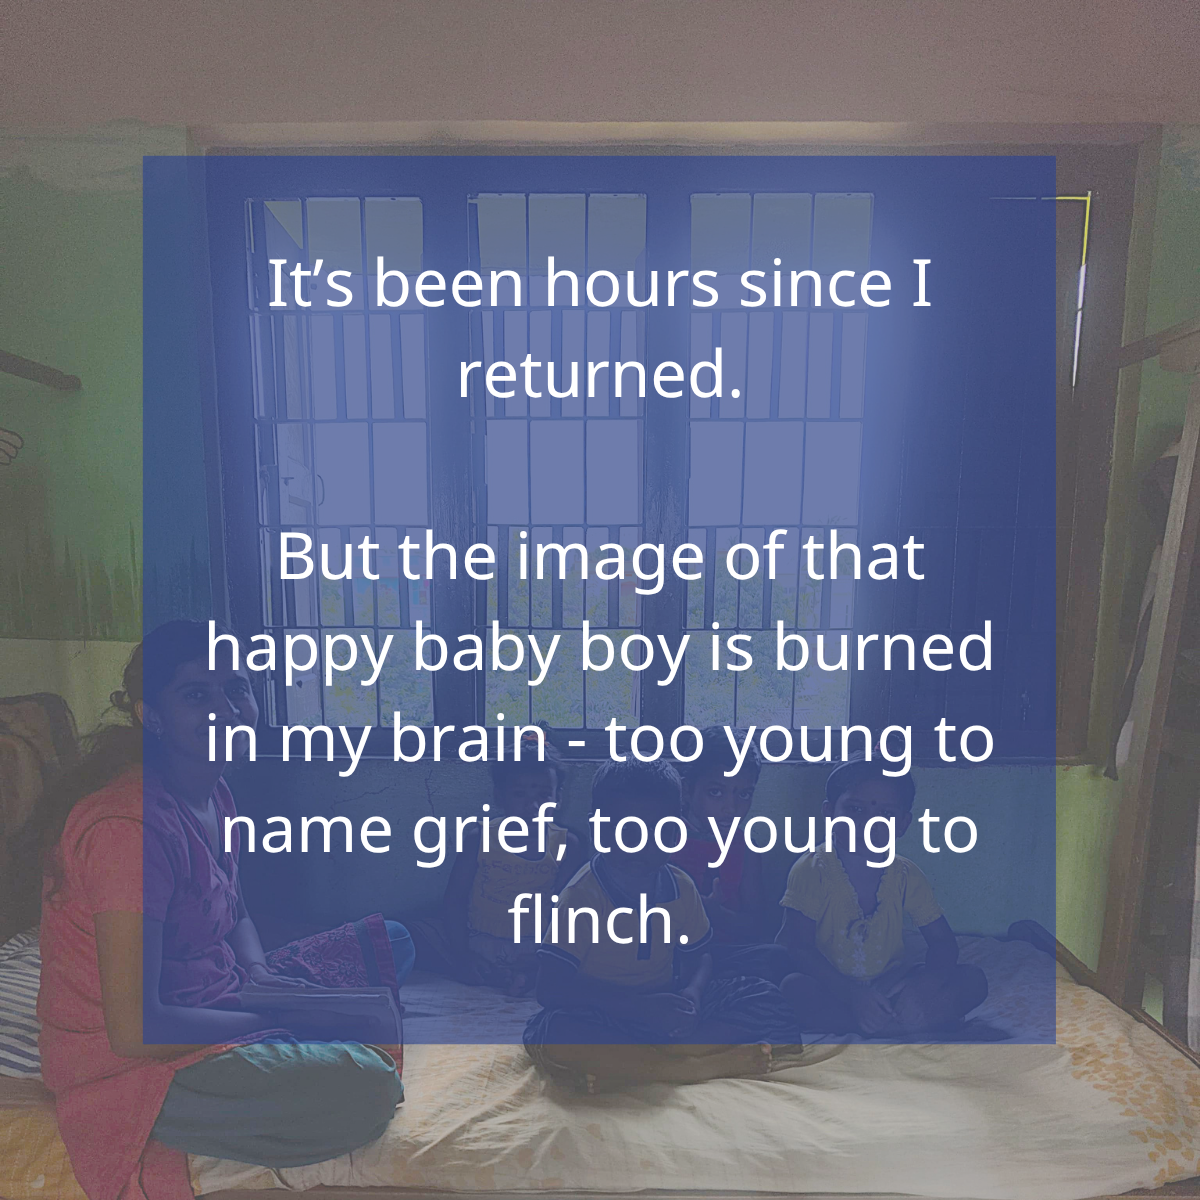 It’s been hours since I
returned.
But the image of that
happy baby boy is burned
in my brain - too young to
name grief, too young to
flinch.